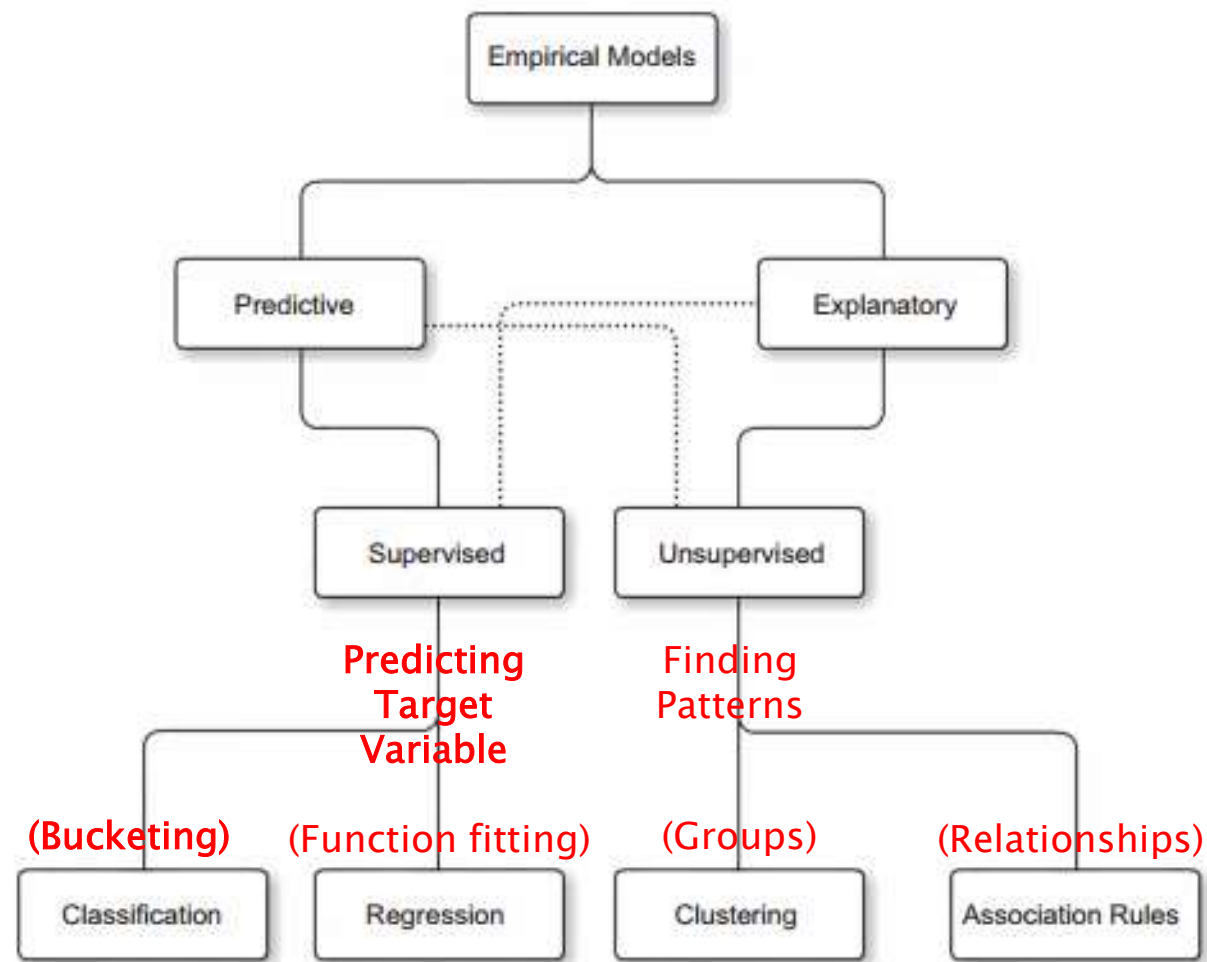 Empirical Models
Predictive
Explanatory
Supervised
Unsupervised
Predicting
Target
Variable
Finding
Patterns
(Bucketing)
(Function fitting)
(Groups)
(Relationships)
Classification
Regression
Clustering
Association Rules